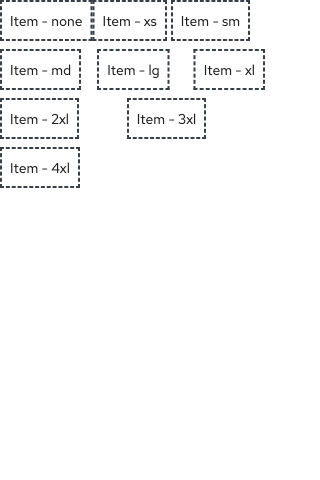 Item - none Item - xs Item - sm
Item - md Item - lg Item - xl
Item - 2xl Item - 3xl
Item - 4xl